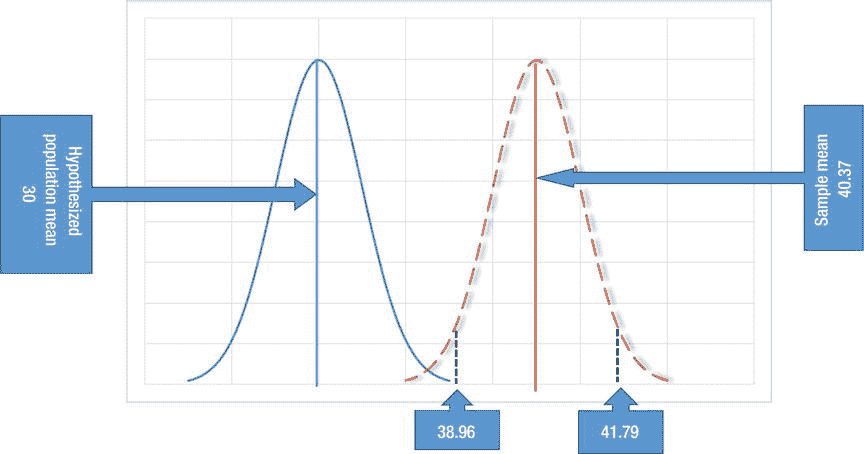 Hypothesized
population mean
30
Sample mean
40.37
38.96
41.79